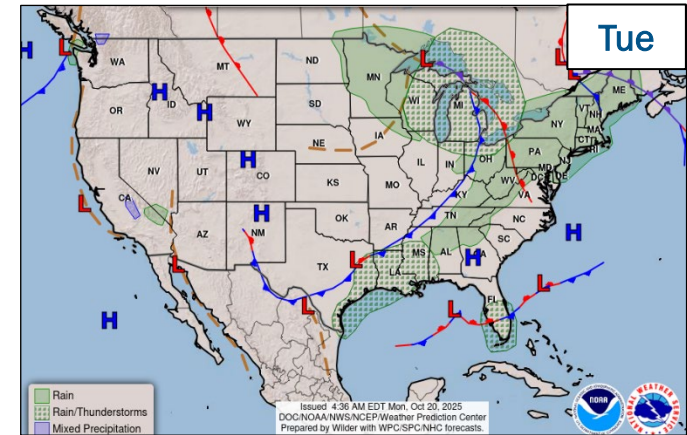 Tue
H
L
WA
MT
ND
MN
L
L
L
ME
OR
H
ID
H
WY
SD
WI
MI
VT
NH
NY
MA
CT
NV
UT
H
CO
NE
IA
IL
IN
OH
PA
NJ
MD
DE
DC
WV
VA
KY
CA
L
KS
MO
AZ
H
NM
OK
AR
TN
NC
SC
H
L
TX
L
LA
MS
AL
H
GA
H
L
L
FL
L
Rain
Rain/Thunderstorms
Mixed Precipitation
Issued 4:36 AM EDT Mon, Oct 20, 2025
DOC/NOAA/NWS/NCEP/Weather Prediction Center
Prepared by Wilder with WPC/SPC/NHC forecasts.
NOAA
NATIONAL WEATHER SERVICE